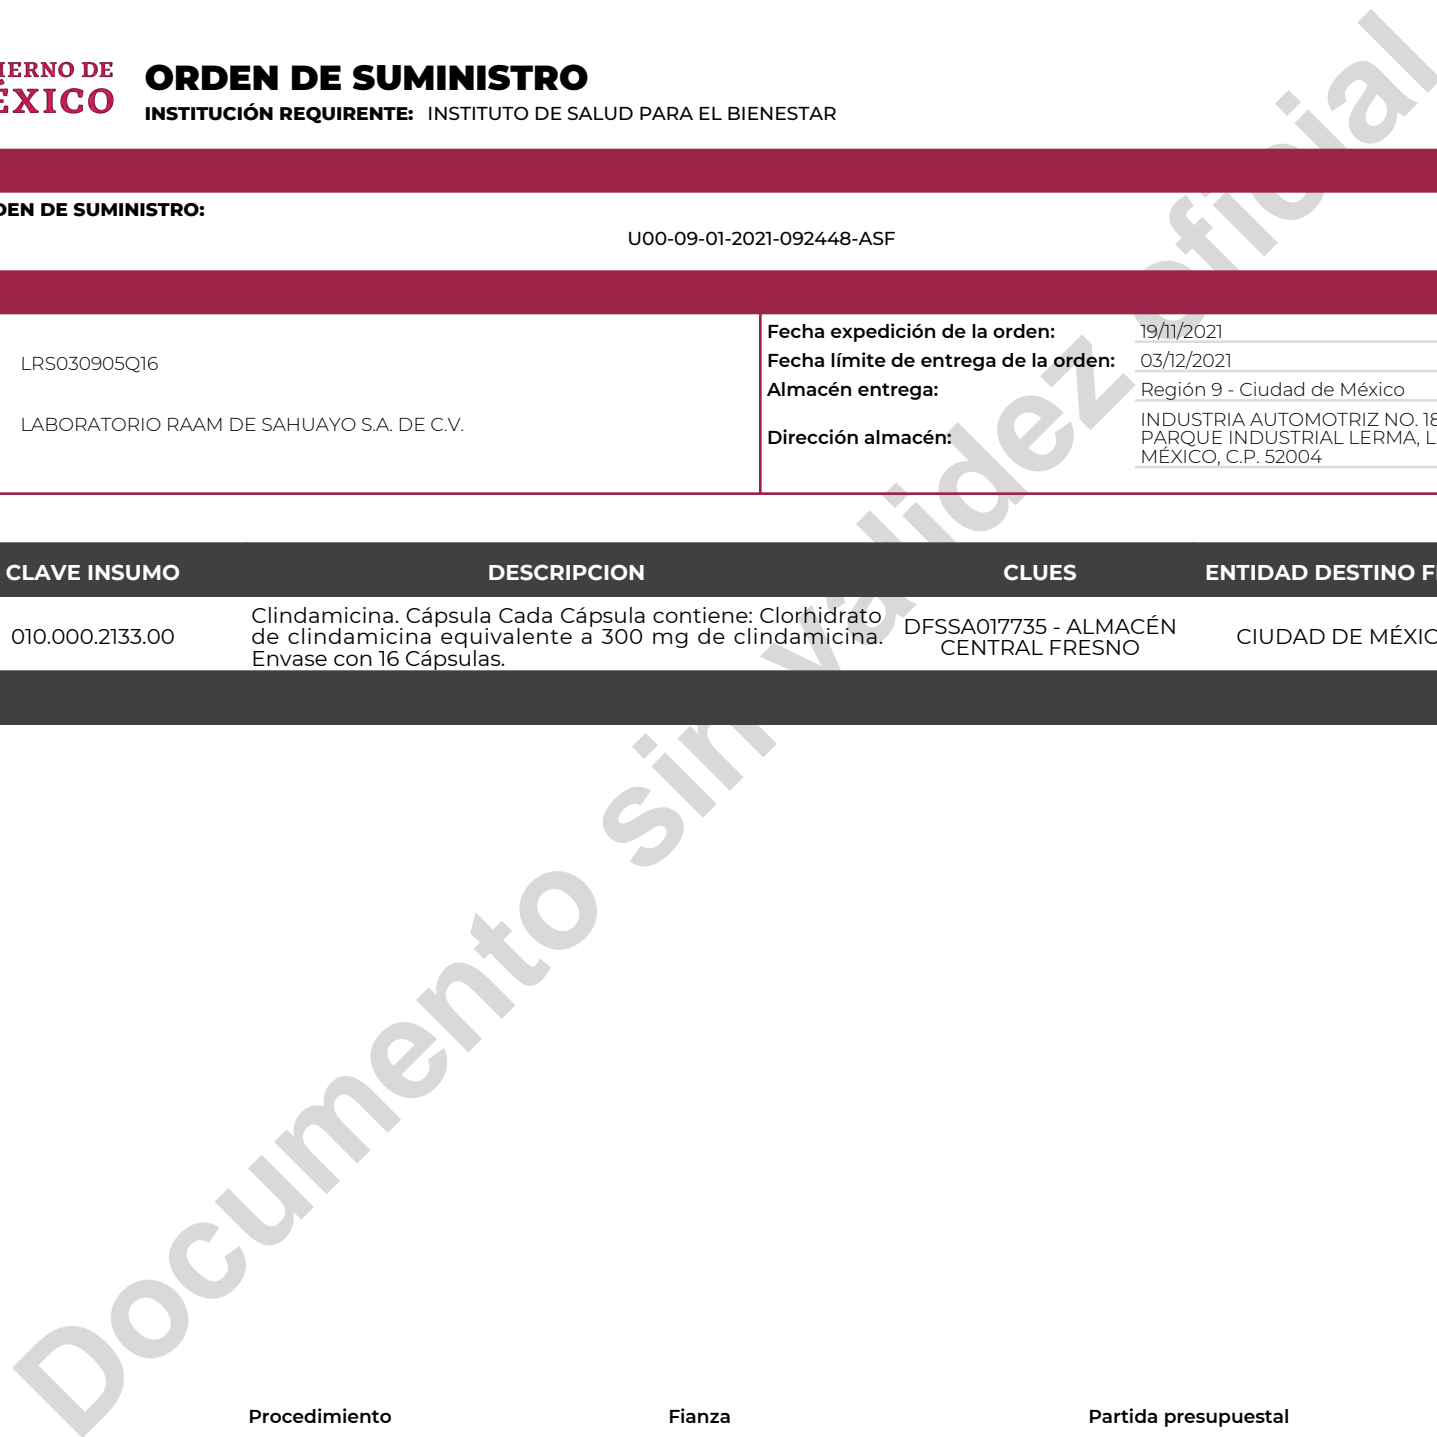 IERNO DE
ÉXICO
ORDEN DE SUMINISTRO
INSTITUCIÓN REQUIRENTE: INSTITUTO DE SALUD PARA EL BIENESTAR
DEN DE SUMINISTRO:
U00-09-01-2021-092448-ASF
LRS030905Q16
LABORATORIO RAAM DE SAHUAYO S.A. DE C.V.
Fecha expedición de la orden: 19/11/2021
Fecha límite de entrega de la orden: 03/12/2021
Almacén entrega: Región 9 - Ciudad de México
Dirección almacén:
INDUSTRIA AUTOMOTRIZ NO. 18
PARQUE INDUSTRIAL LERMA, L
MÉXICO, C.P. 52004
CLAVE INSUMO DESCRIPCION CLUES ENTIDAD DESTINO F
010.000.2133.00
Clindamicina. Cápsula Cada Cápsula contiene: Clorhidrato
de clindamicina equivalente a 300 mg de clindamicina.
Envase con 16 Cápsulas.
DFSSA017735 - ALMACÉN
CENTRAL FRESNO
CIUDAD DE MÉXIC
Documento sin validez oficial
Procedimiento Fianza Partida presupuestal